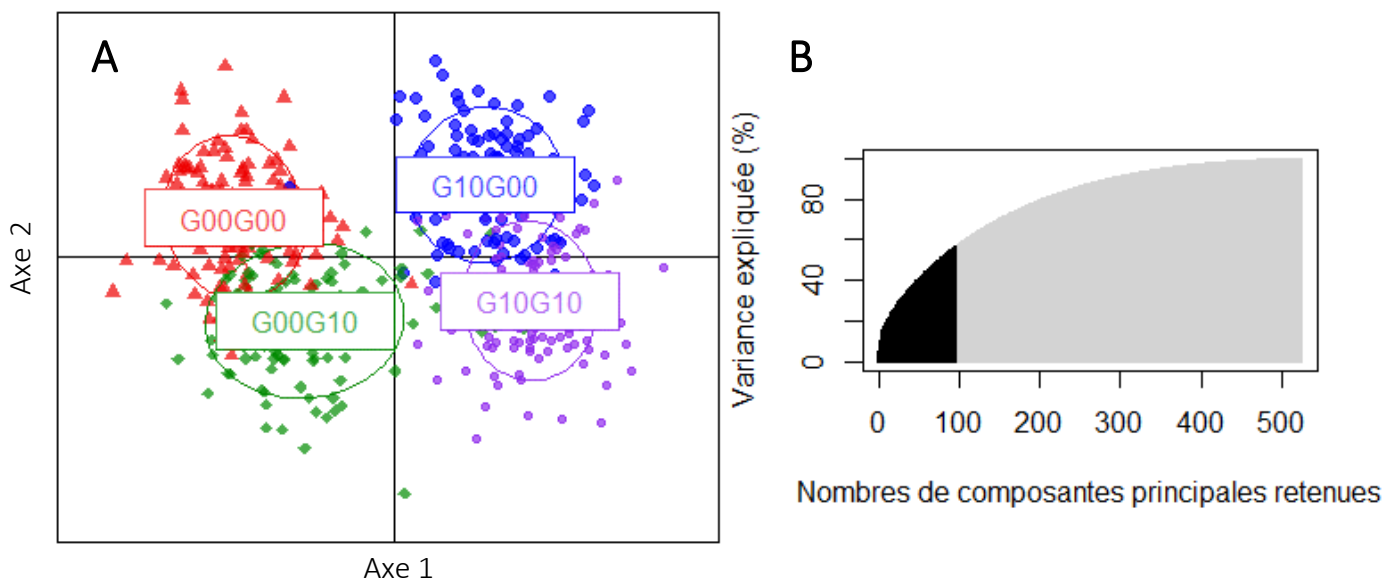 A
G00G00
G10G00
G00G10
G10G10
Axe 2
Axe 1
B
Variance expliquée (%)
80
40
0
0 100 200 300 400 500
Nombres de composantes principales retenues